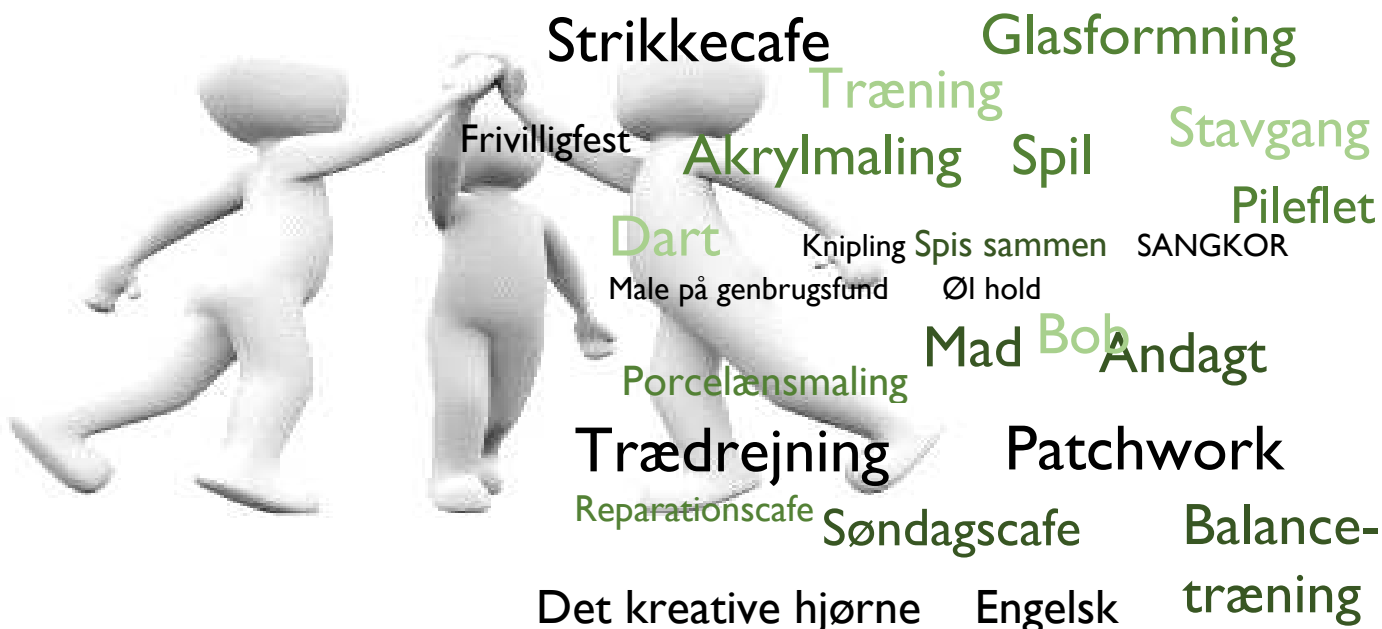 Strikkecafe
Glasformning
Træning
Stavgang
Frivilligfest
Akrylmaling
Spil
Pileflet
Dart
Knipling
Spis sammen
SANGKOR
Male på genbrugsfund
Øl hold
Mad
Bob
Andagt
Porcelænsmaling
Trædrejning
Patchwork
Reparationscafe
Søndagscafe
Balance-
træning
Det kreative hjørne
Engelsk